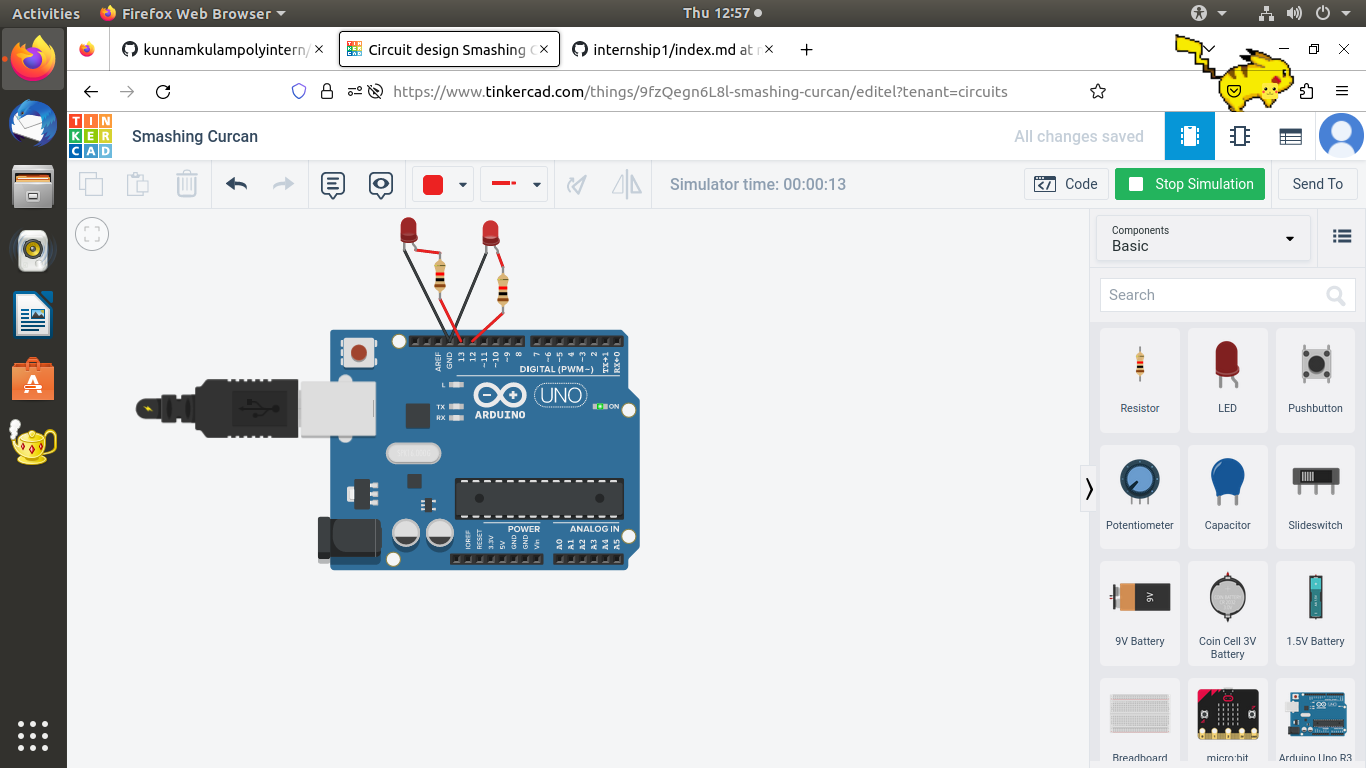 Activities
Firefox Web Browser
Thu 12:57
kunnamkulampolyintern/
Circuit design Smashing C
internship1/index.md at
https://www.tinkercad.com/things/9fzQegn6L8l-smashing-curcan/editel?tenant=circuits
TIN
KER
CAD
Smashing Curcan
All changes saved
Simulator time: 00:00:13
Code
Stop Simulation
Send To
Components
Basic
Search
Resistor
LED
Pushbutton
Potentiometer
Capacitor
Slideswitch
9V
9V Battery
Coin Cell 3V
Battery
1.5V Battery
Breadboard
micro:bit
Arduino Uno R3
AREF
GND
13
12
~11
~10
~9
8
7
~6
~5
4
~3
2
TX→1
RX←0
DIGITAL (PWM~)
L
TX
RX
ARDUINO
UNO
ON
POWER
ANALOG IN
IOREF
RESET
3.3V
5V
GND
GND
Vin
A0
A1
A2
A3
A4
A5